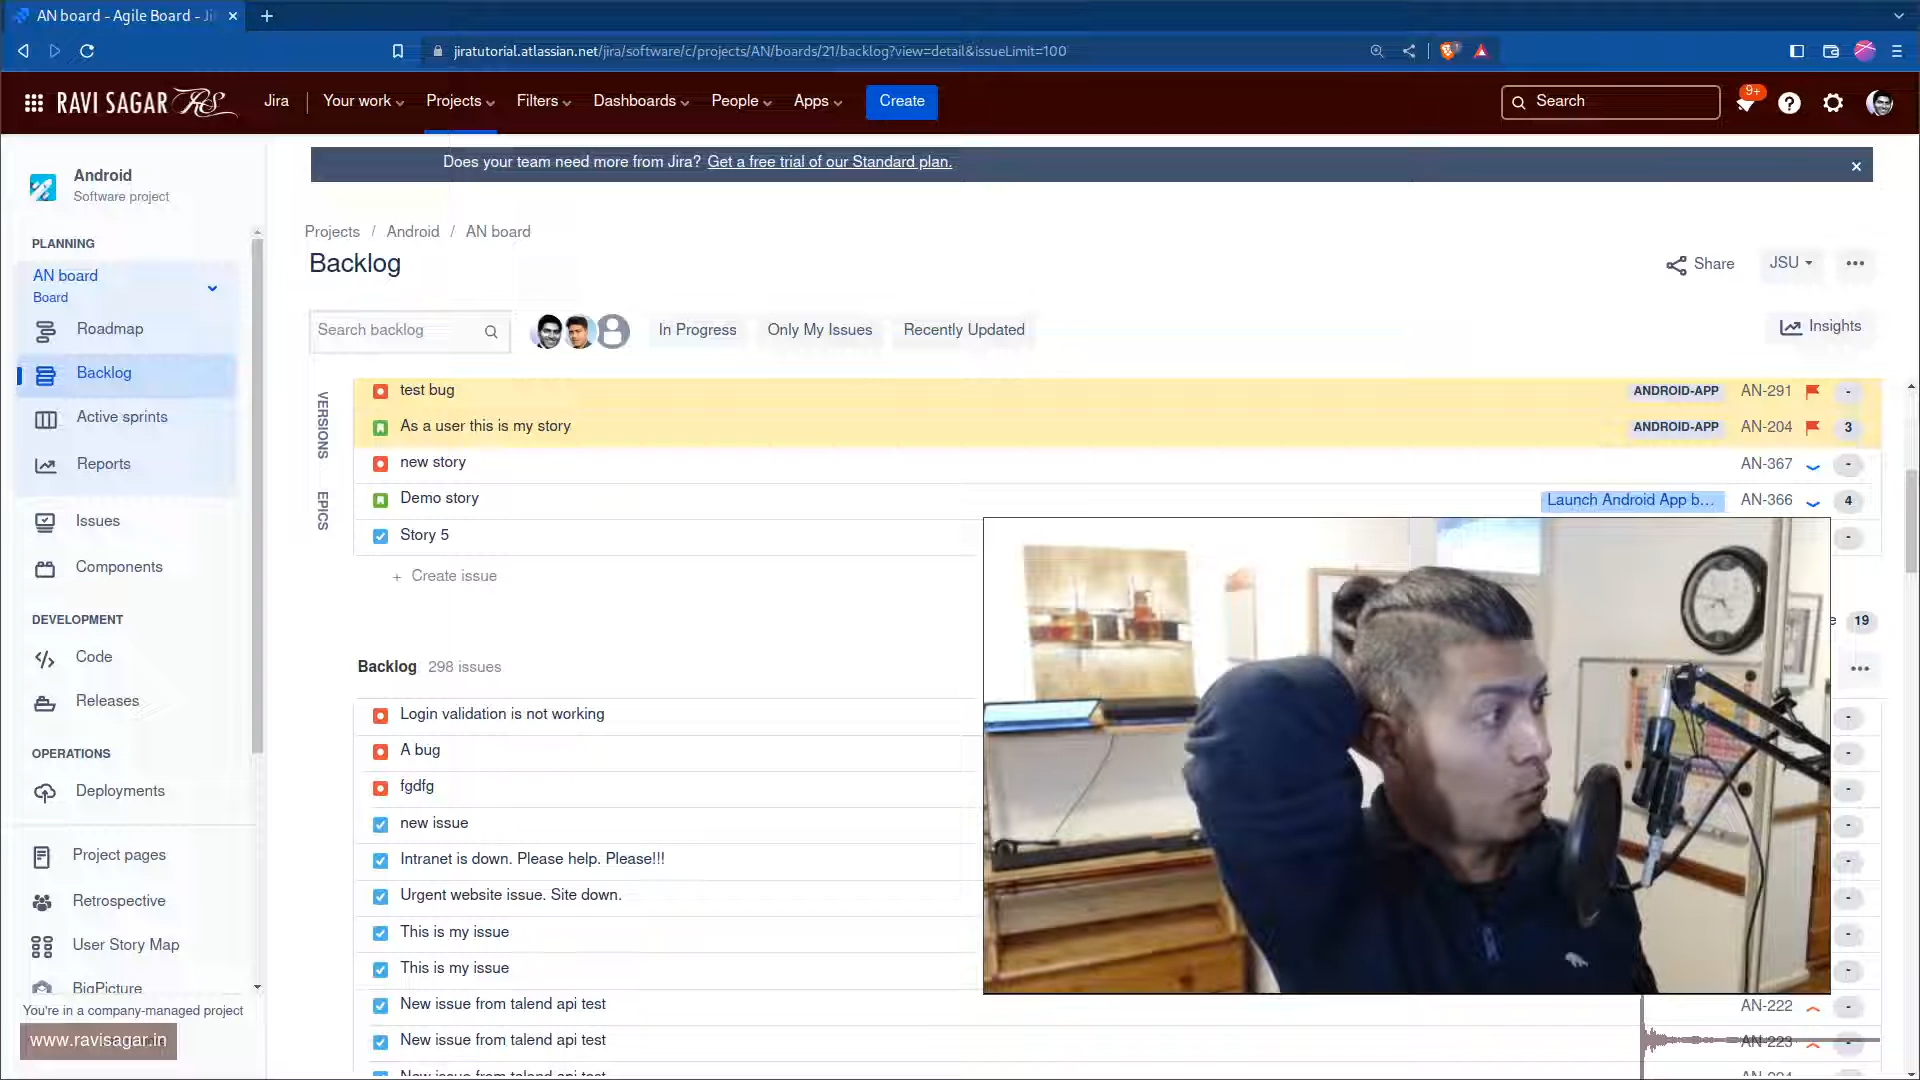 AN board - Agile Board - Ji
jiratutorial.atlassian.net/jira/software/c/projects/AN/boards/21/backlog?view=detail&issueLimit=100
RAVI SAGAR RS Jira Your work Projects Filters Dashboards People Apps Create Search 9+
Does your team need more from Jira? Get a free trial of our Standard plan.
Android
Software project
PLANNING
AN board
Board
Roadmap
Backlog
Active sprints
Reports
Issues
Components
DEVELOPMENT
Code
Releases
OPERATIONS
Deployments
Project pages
Retrospective
User Story Map
BigPicture
You're in a company-managed project
www.ravisagar.in
Projects / Android / AN board
Backlog
Share JSU
Search backlog In Progress Only My Issues Recently Updated Insights
VERSIONS
EPICS
test bug ANDROID-APP AN-291 -
As a user this is my story ANDROID-APP AN-204 3
new story AN-367 -
Demo story Launch Android App b... AN-366 4
Story 5 -
+ Create issue
19
Backlog 298 issues
Login validation is not working -
A bug -
fgdfg -
new issue -
Intranet is down. Please help. Please!!! -
Urgent website issue. Site down. -
This is my issue -
This is my issue -
New issue from talend api test AN-222 -
New issue from talend api test AN-223 -
New issue from talend api test